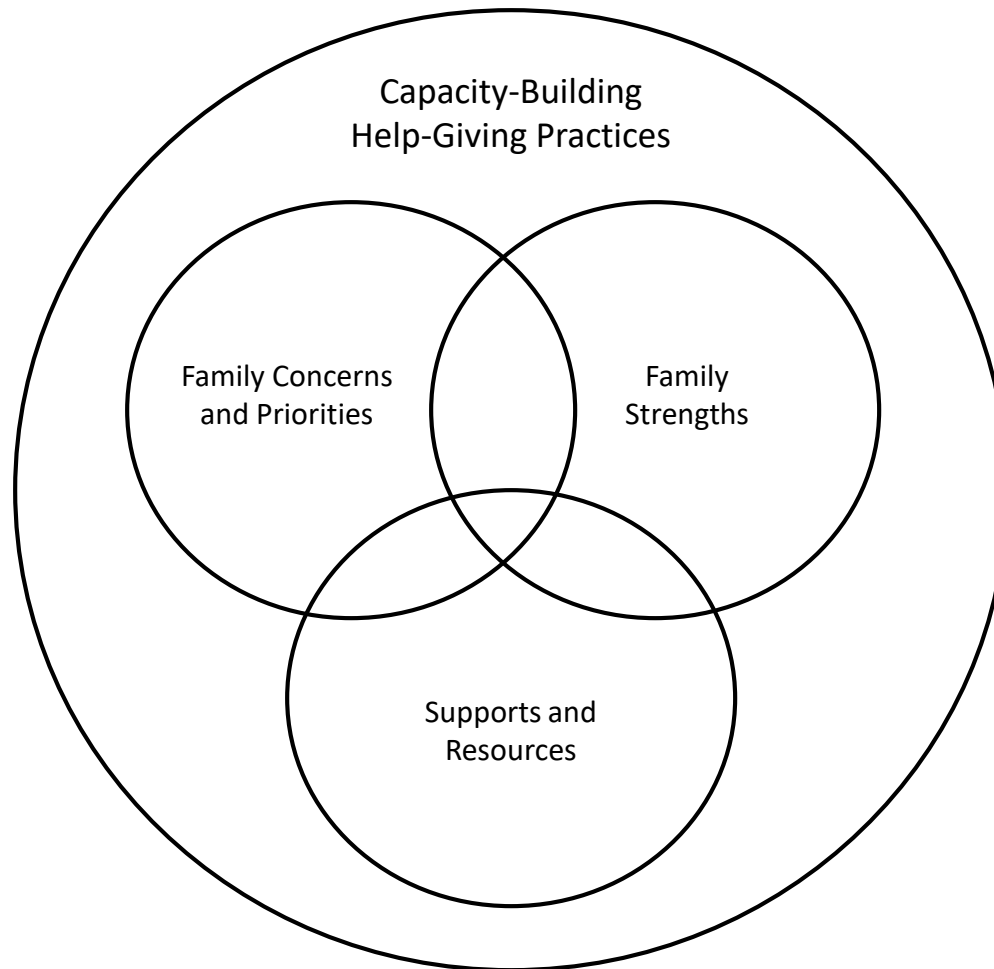 Capacity-Building
Help-Giving Practices
Family Concerns
and Priorities
Family
Strengths
Supports and
Resources